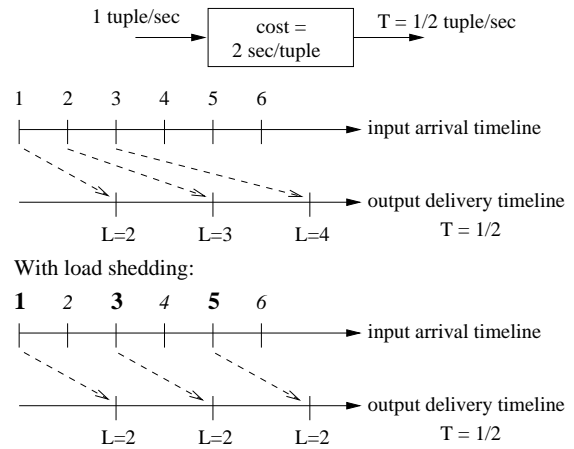 1 tuple/sec
cost =
2 sec/tuple
T = 1/2 tuple/sec
1 2 3 4 5 6
input arrival timeline
output delivery timeline
L=2 L=3 L=4
T = 1/2
With load shedding:
1 2 3 4 5 6
input arrival timeline
output delivery timeline
L=2 L=2 L=2
T = 1/2